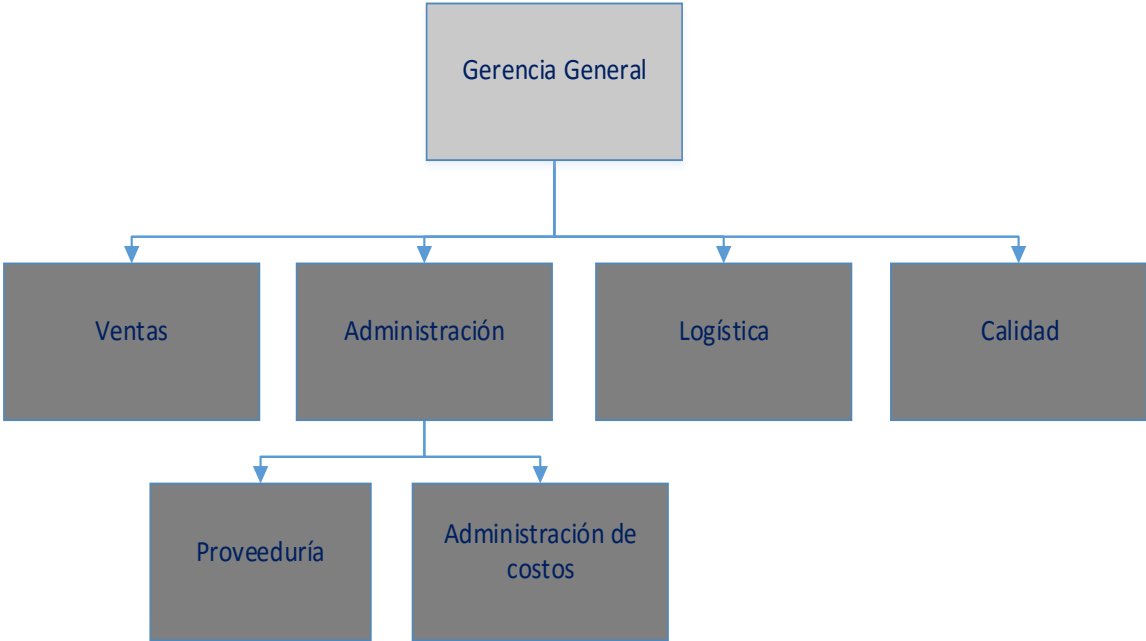 Gerencia General
Ventas
Administración
Logística
Calidad
Proveeduría
Administración de
costos